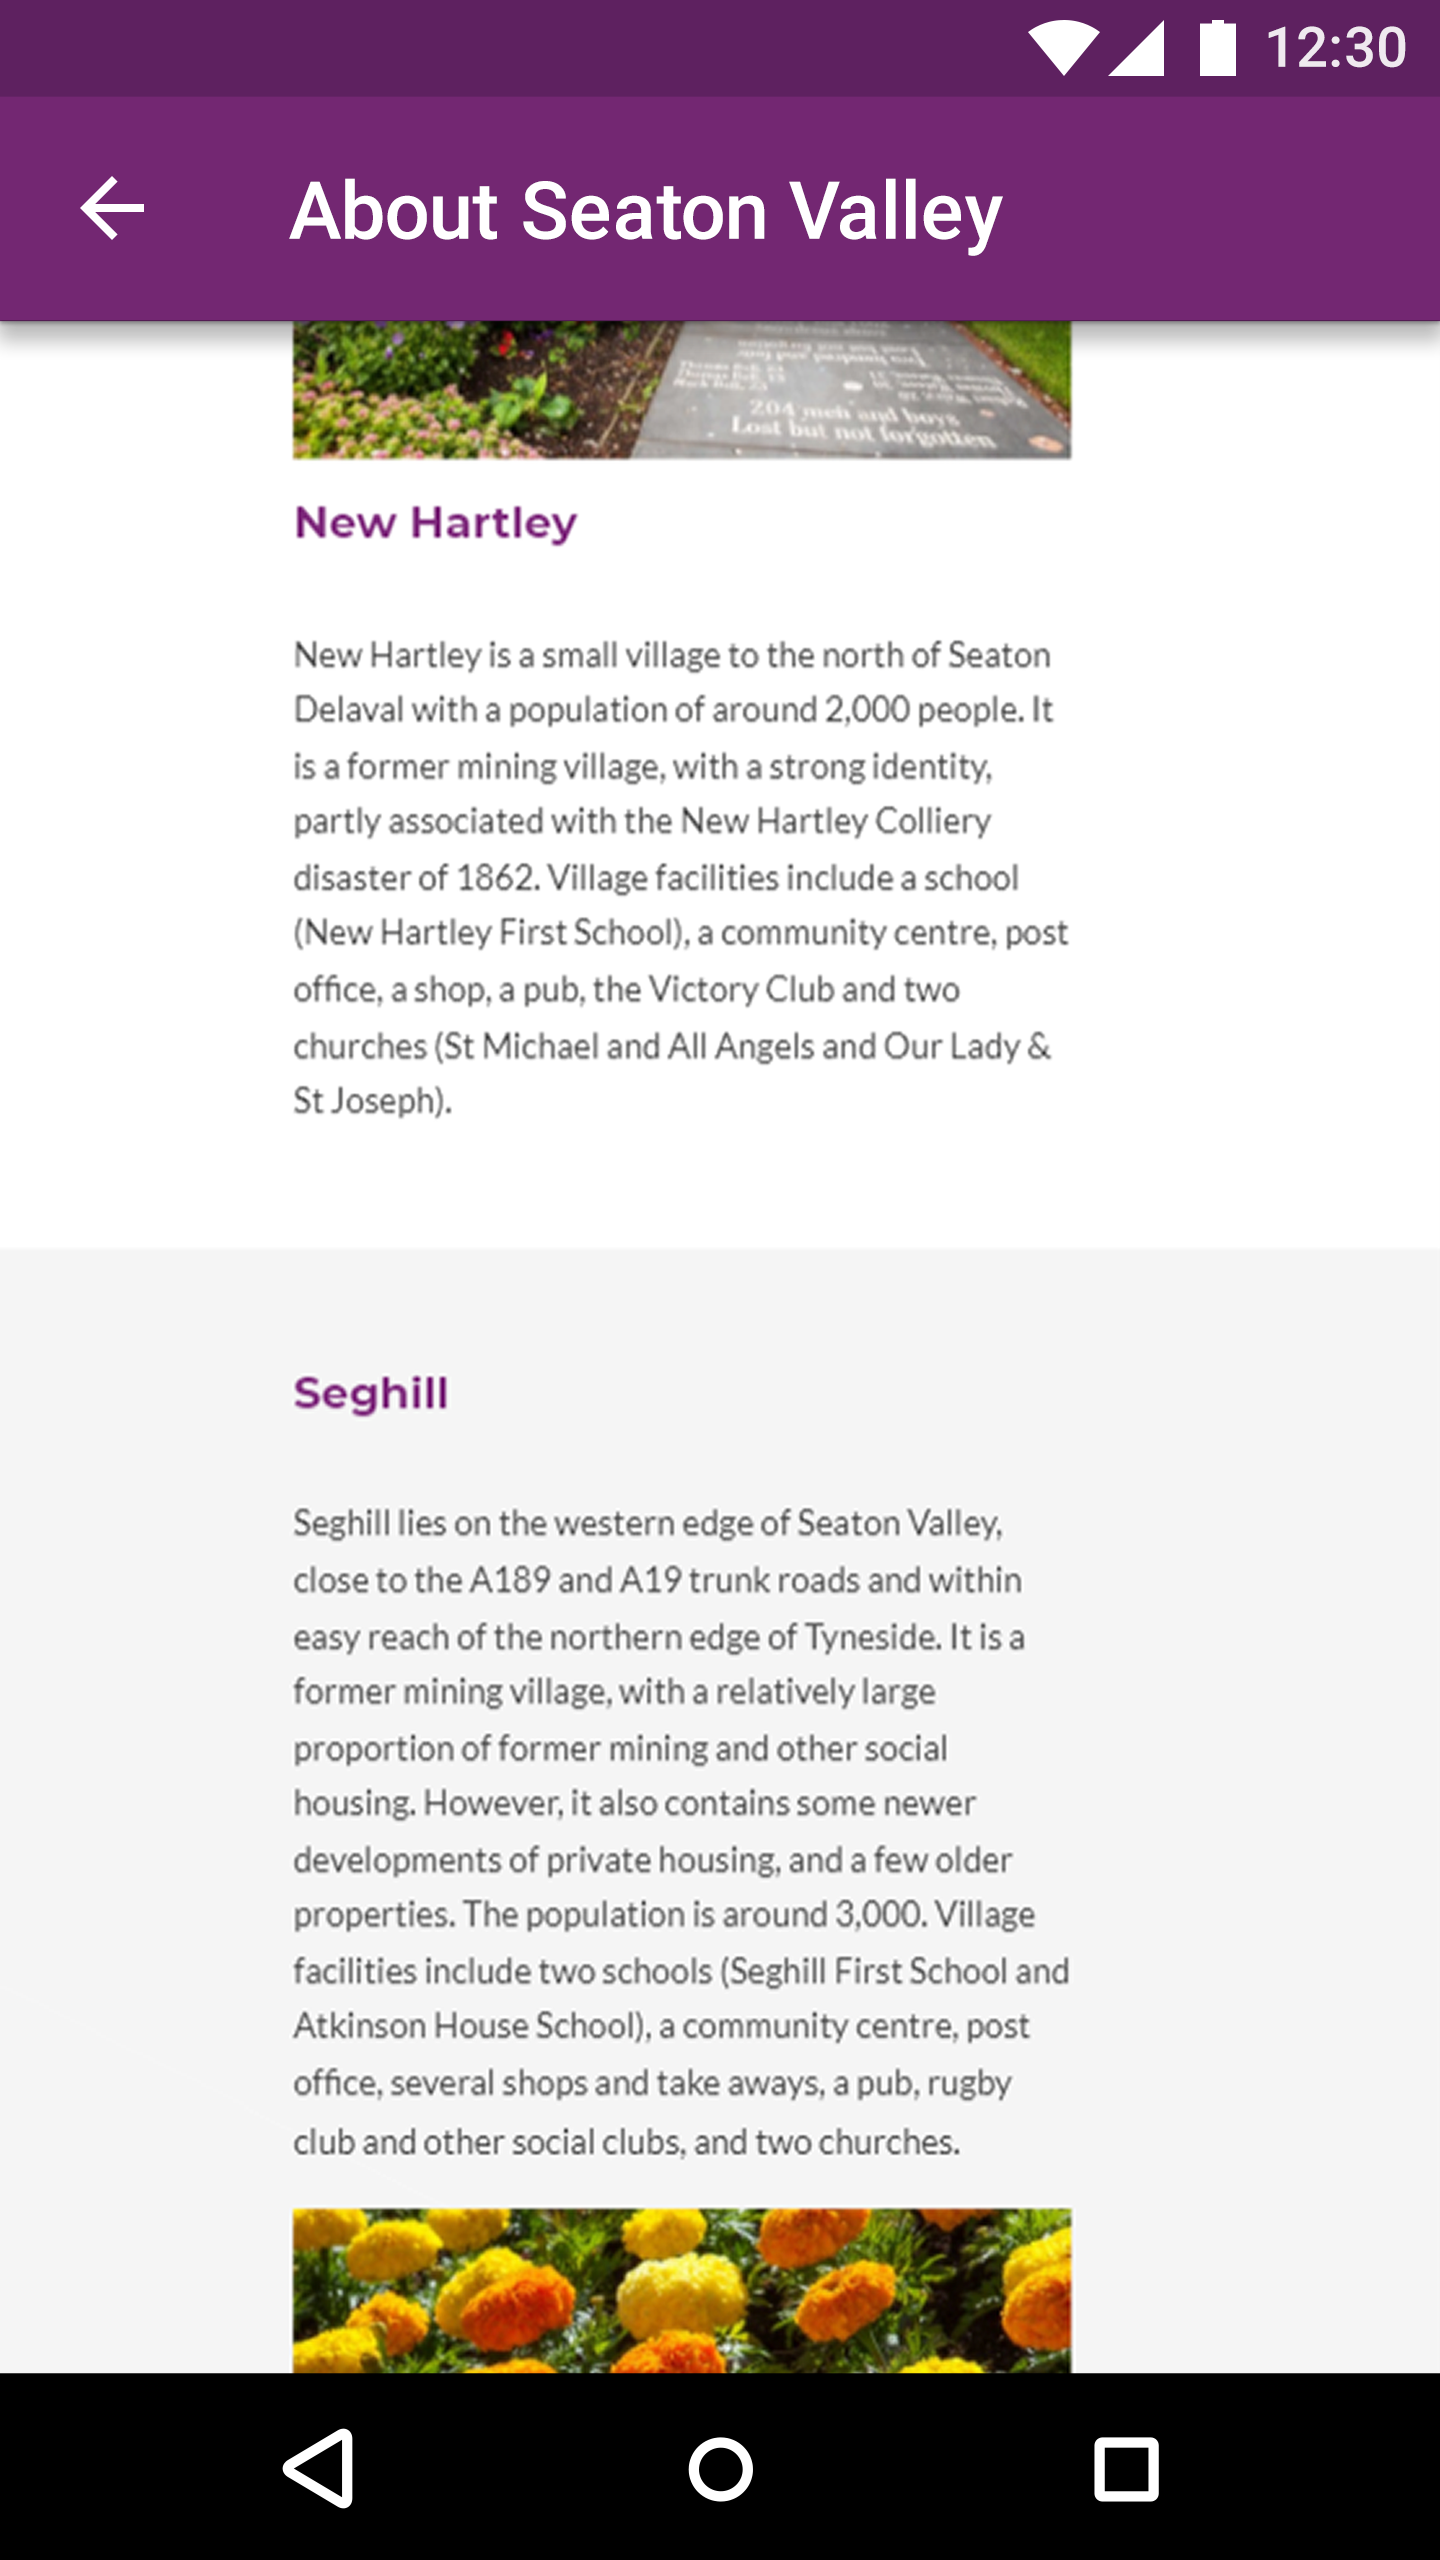 12:30
About Seaton Valley
204 men and boys
Lost but not forgotten
New Hartley
New Hartley is a small village to the north of Seaton
Delaval with a population of around 2,000 people. It
is a former mining village, with a strong identity,
partly associated with the New Hartley Colliery
disaster of 1862. Village facilities include a school
(New Hartley First School), a community centre, post
office, a shop, a pub, the Victory Club and two
churches (St Michael and All Angels and Our Lady &
St Joseph).
Seghill
Seghill lies on the western edge of Seaton Valley,
close to the A189 and A19 trunk roads and within
easy reach of the northern edge of Tyneside. It is a
former mining village, with a relatively large
proportion of former mining and other social
housing. However, it also contains some newer
developments of private housing, and a few older
properties. The population is around 3,000. Village
facilities include two schools (Seghill First School and
Atkinson House School), a community centre, post
office, several shops and take aways, a pub, rugby
club and other social clubs, and two churches.